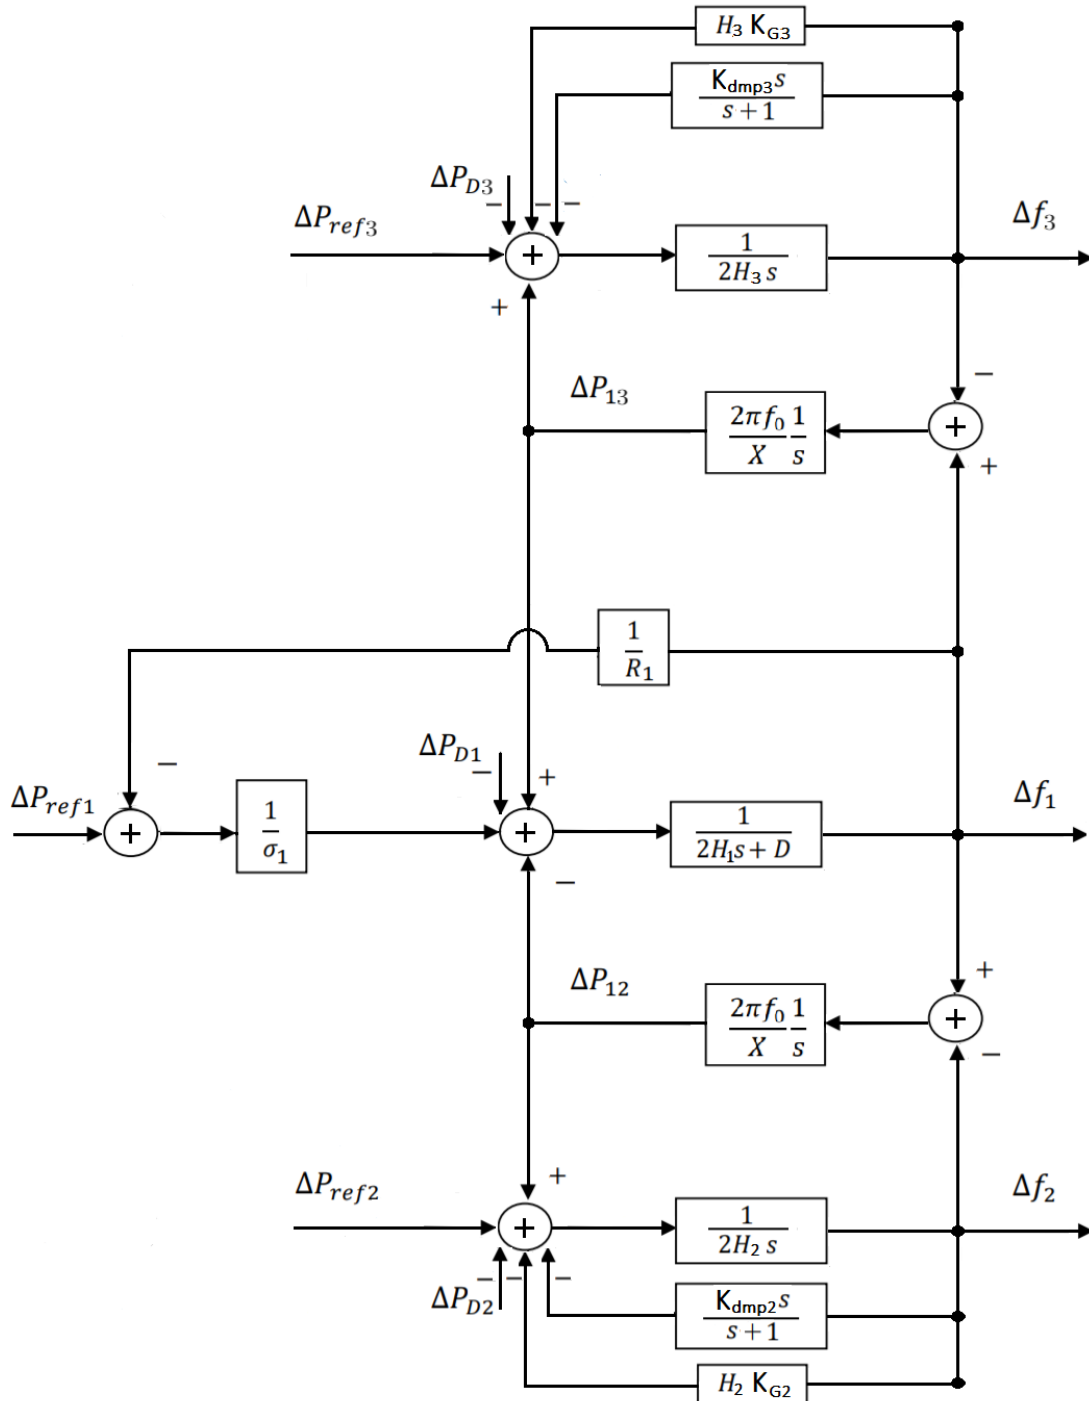 H₃ K_G3
K_dmp3 s
s + 1
ΔP_D3
−
−
−
ΔP_ref3
+
1
2H₃ s
Δf₃
+
−
ΔP₁₃
2πf₀ 1
X s
+
+
1
R₁
−
ΔP_D1
−
+
ΔP_ref1
+
1
σ₁
+
1
2H₁s + D
Δf₁
−
+
ΔP₁₂
2πf₀ 1
X s
+
−
+
ΔP_ref2
+
1
2H₂ s
Δf₂
−
−
−
ΔP_D2
K_dmp2 s
s + 1
H₂ K_G2